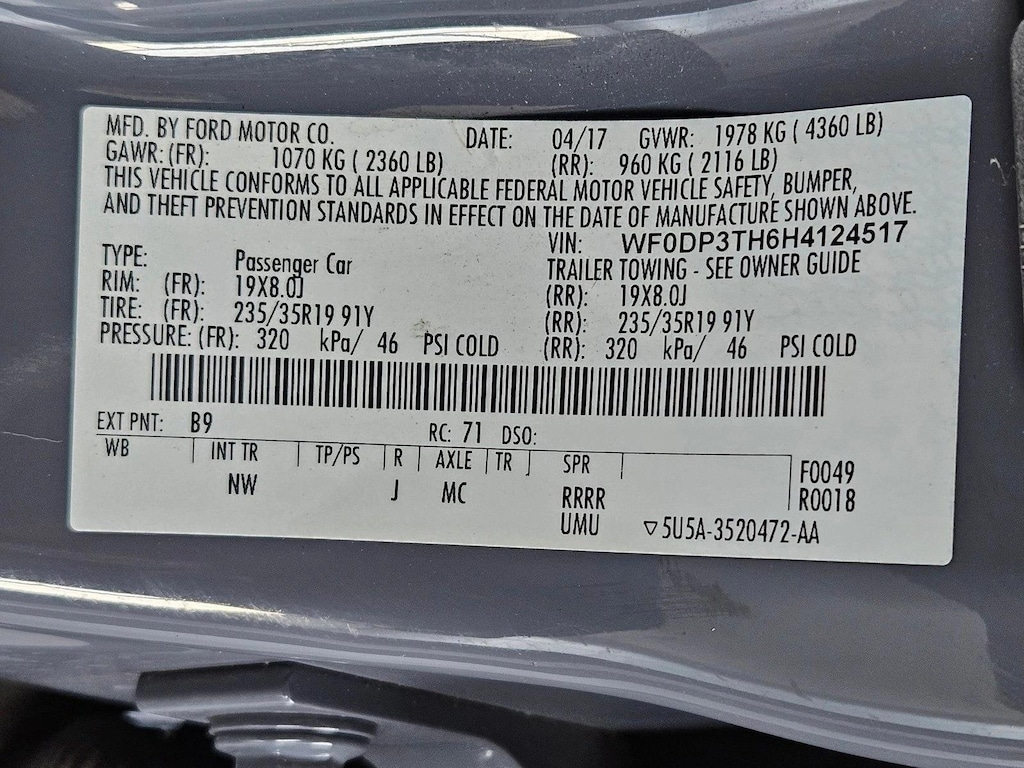 MFD. BY FORD MOTOR CO. DATE: 04/17 GVWR: 1978 KG ( 4360 LB)
GAWR: (FR): 1070 KG ( 2360 LB) (RR): 960 KG ( 2116 LB)
THIS VEHICLE CONFORMS TO ALL APPLICABLE FEDERAL MOTOR VEHICLE SAFETY, BUMPER,
AND THEFT PREVENTION STANDARDS IN EFFECT ON THE DATE OF MANUFACTURE SHOWN ABOVE.
VIN: WF0DP3TH6H4124517
TYPE: Passenger Car TRAILER TOWING - SEE OWNER GUIDE
RIM: (FR): 19X8.0J (RR): 19X8.0J
TIRE: (FR): 235/35R19 91Y (RR): 235/35R19 91Y
PRESSURE: (FR): 320 kPa/ 46 PSI COLD (RR): 320 kPa/ 46 PSI COLD
EXT PNT: B9 RC: 71 DSO:
WB INT TR TP/PS R AXLE TR SPR F0049
NW J MC RRRR R0018
UMU ▽5U5A-3520472-AA